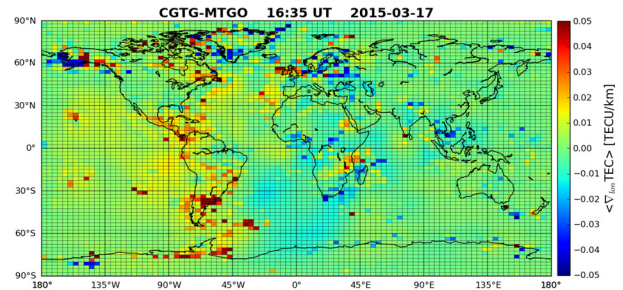 CGTG-MTGO 16:35 UT 2015-03-17
90°N
60°N
30°N
0°
30°S
60°S
90°S
180° 135°W 90°W 45°W 0° 45°E 90°E 135°E 180°
0.05
0.04
0.03
0.02
0.01
0.00
−0.01
−0.02
−0.03
−0.04
−0.05
<∇lonTEC> [TECU/km]